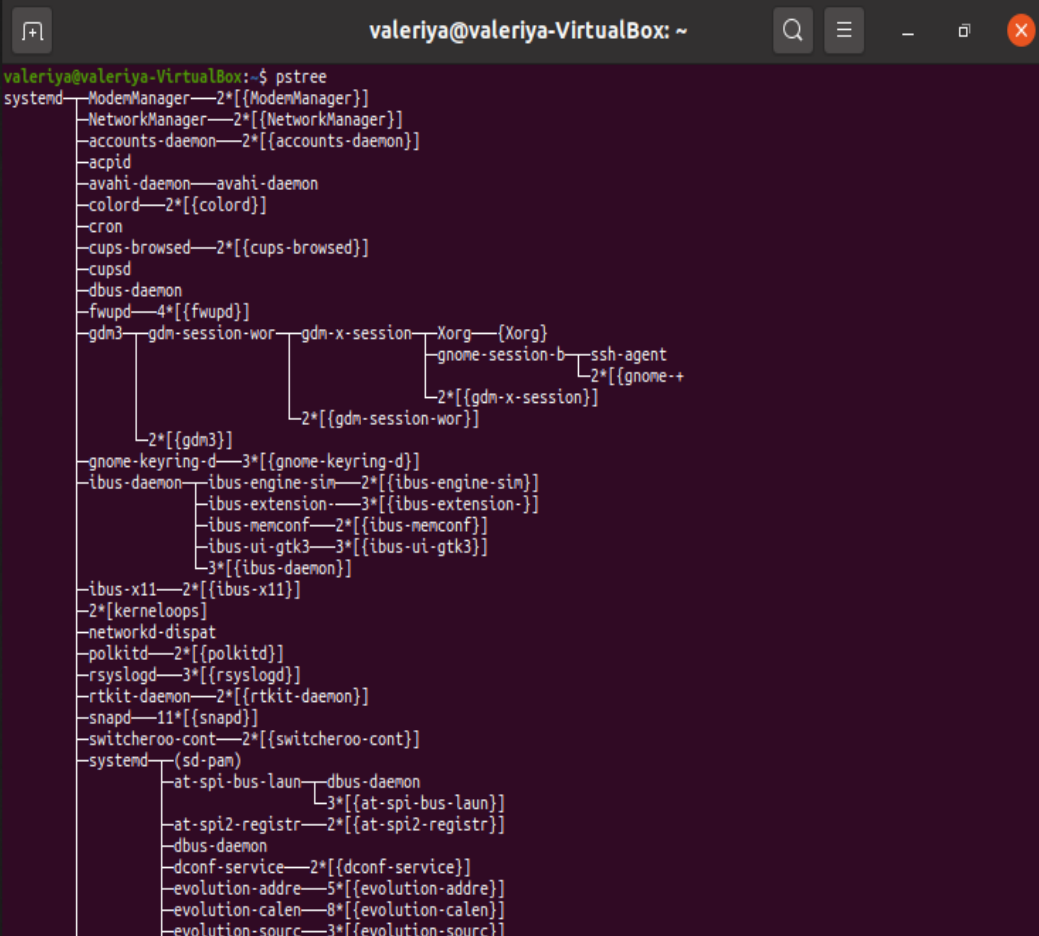 valeriya@valeriya-VirtualBox: ~
valeriya@valeriya-VirtualBox:~$ pstree
systemd─┬─ModemManager───2*[{ModemManager}]
        ├─NetworkManager───2*[{NetworkManager}]
        ├─accounts-daemon───2*[{accounts-daemon}]
        ├─acpid
        ├─avahi-daemon───avahi-daemon
        ├─colord───2*[{colord}]
        ├─cron
        ├─cups-browsed───2*[{cups-browsed}]
        ├─cupsd
        ├─dbus-daemon
        ├─fwupd───4*[{fwupd}]
        ├─gdm3─┬─gdm-session-wor─┬─gdm-x-session─┬─Xorg───{Xorg}
        │      │                 │               ├─gnome-session-b─┬─ssh-agent
        │      │                 │               │                 └─2*[{gnome-+
        │      │                 │               └─2*[{gdm-x-session}]
        │      │                 └─2*[{gdm-session-wor}]
        │      └─2*[{gdm3}]
        ├─gnome-keyring-d───3*[{gnome-keyring-d}]
        ├─ibus-daemon─┬─ibus-engine-sim───2*[{ibus-engine-sim}]
        │             ├─ibus-extension-───3*[{ibus-extension-}]
        │             ├─ibus-memconf───2*[{ibus-memconf}]
        │             ├─ibus-ui-gtk3───3*[{ibus-ui-gtk3}]
        │             └─3*[{ibus-daemon}]
        ├─ibus-x11───2*[{ibus-x11}]
        ├─2*[kerneloops]
        ├─networkd-dispat
        ├─polkitd───2*[{polkitd}]
        ├─rsyslogd───3*[{rsyslogd}]
        ├─rtkit-daemon───2*[{rtkit-daemon}]
        ├─snapd───11*[{snapd}]
        ├─switcheroo-cont───2*[{switcheroo-cont}]
        ├─systemd─┬─(sd-pam)
        │         ├─at-spi-bus-laun─┬─dbus-daemon
        │         │                 └─3*[{at-spi-bus-laun}]
        │         ├─at-spi2-registr───2*[{at-spi2-registr}]
        │         ├─dbus-daemon
        │         ├─dconf-service───2*[{dconf-service}]
        │         ├─evolution-addre───5*[{evolution-addre}]
        │         ├─evolution-calen───8*[{evolution-calen}]
        │         ├─evolution-sourc───3*[{evolution-sourc}]